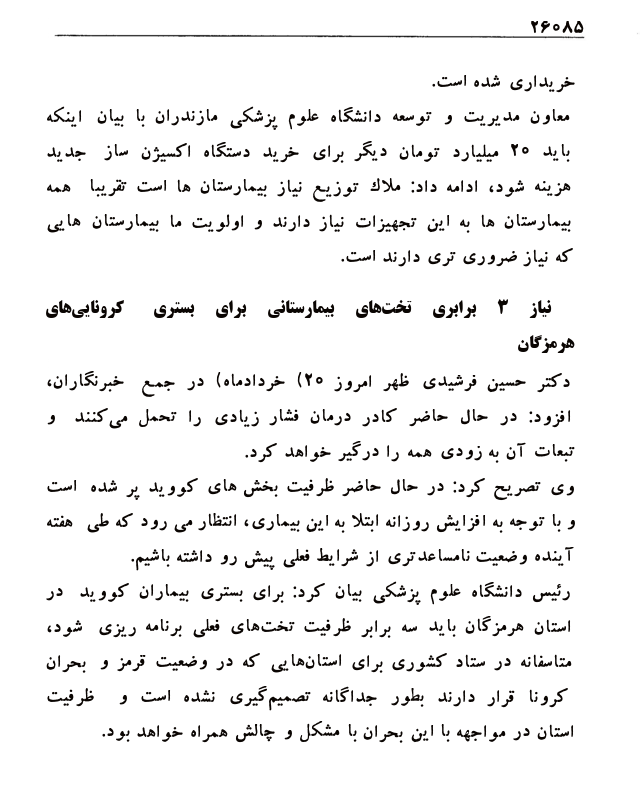 ۲۶۰۸۵
خریداری شده است.
معاون مدیریت و توسعه دانشگاه علوم پزشکی مازندران با بیان اینکه
باید ۲۰ میلیارد تومان دیگر برای خرید دستگاه اکسیژن ساز جدید
هزینه شود، ادامه داد: ملاك توزیع نیاز بیمارستان ها است تقریبا همه
بیمارستان ها به این تجهیزات نیاز دارند و اولویت ما بیمارستان هایی
که نیاز ضروری تری دارند است.
نیاز ۳ برابری تخت‌های بیمارستانی برای بستری کرونایی‌های
هرمزگان
دکتر حسین فرشیدی ظهر امروز ۲۰) خردادماه) در جمع خبرنگاران،
افزود: در حال حاضر کادر درمان فشار زیادی را تحمل می‌کنند و
تبعات آن به زودی همه را درگیر خواهد کرد.
وی تصریح کرد: در حال حاضر ظرفیت بخش های کووید پر شده است
و با توجه به افزایش روزانه ابتلا به این بیماری، انتظار می رود که طی هفته
آینده وضعیت نامساعدتری از شرایط فعلی پیش رو داشته باشیم.
رئیس دانشگاه علوم پزشکی بیان کرد: برای بستری بیماران کووید در
استان هرمزگان باید سه برابر ظرفیت تخت‌های فعلی برنامه ریزی شود،
متاسفانه در ستاد کشوری برای استان‌هایی که در وضعیت قرمز و بحران
کرونا قرار دارند بطور جداگانه تصمیم‌گیری نشده است و ظرفیت
استان در مواجهه با این بحران با مشکل و چالش همراه خواهد بود.